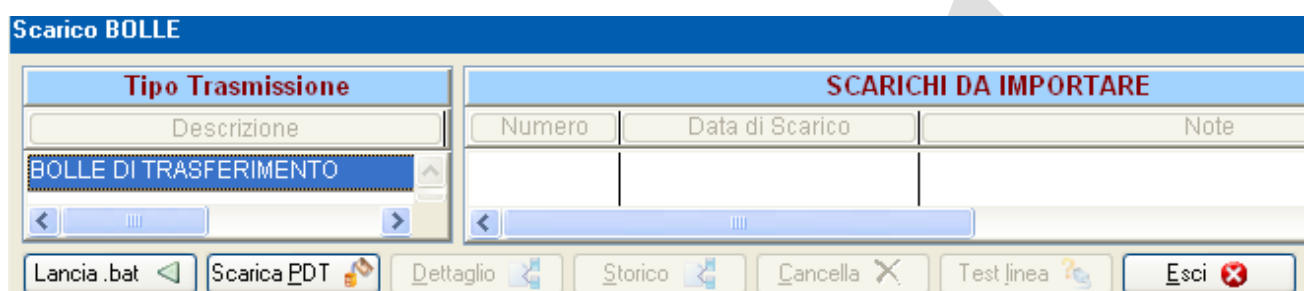 Scarico BOLLE
Tipo Trasmissione
SCARICHI DA IMPORTARE
Descrizione
Numero
Data di Scarico
Note
BOLLE DI TRASFERIMENTO
Lancia .bat
Scarica PDT
Dettaglio
Storico
Cancella
Test linea
Esci